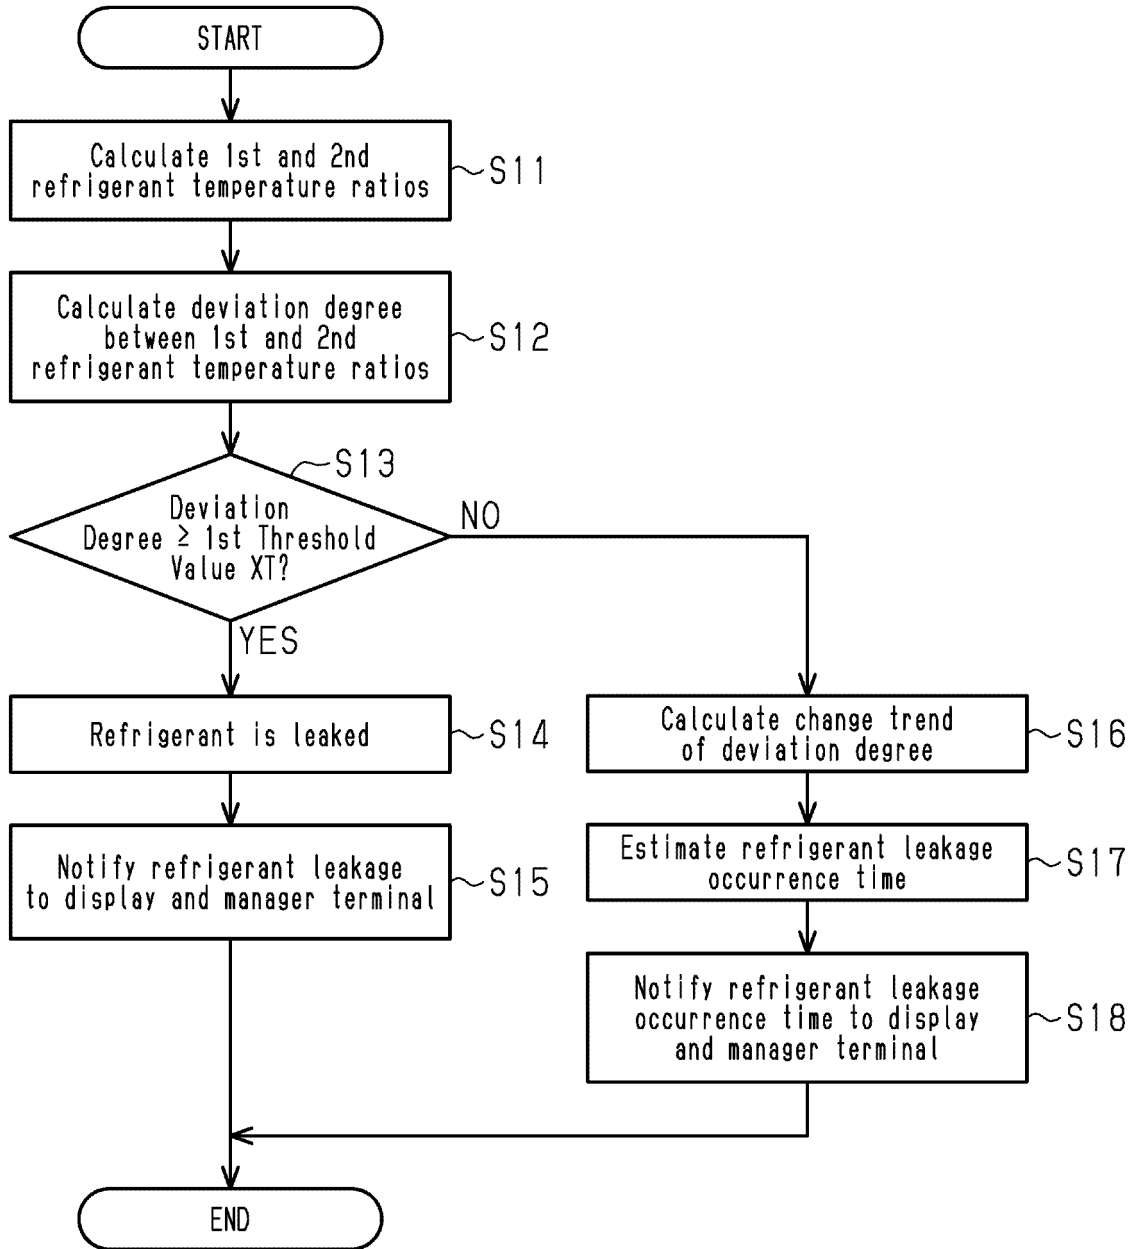 START
Calculate 1st and 2nd
refrigerant temperature ratios
S11
Calculate deviation degree
between 1st and 2nd
refrigerant temperature ratios
S12
S13
Deviation
Degree ≥ 1st Threshold
Value XT?
NO
YES
Refrigerant is leaked
S14
Notify refrigerant leakage
to display and manager terminal
S15
Calculate change trend
of deviation degree
S16
Estimate refrigerant leakage
occurrence time
S17
Notify refrigerant leakage
occurrence time to display
and manager terminal
S18
END